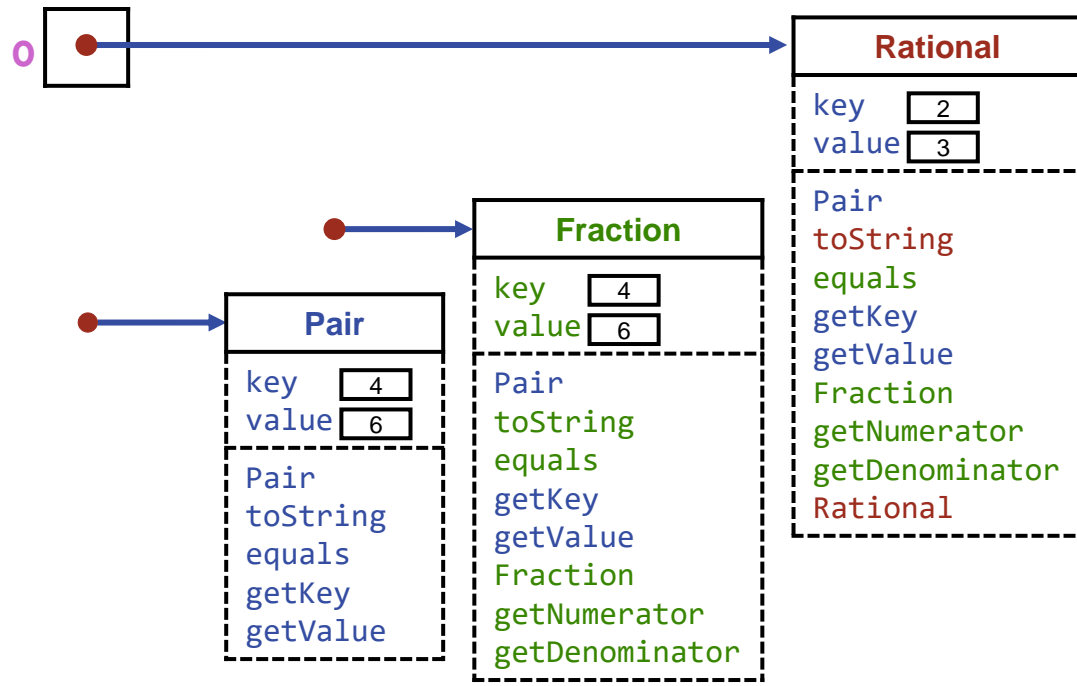 o
Rational
key 2
value 3
Pair
toString
equals
getKey
getValue
Fraction
getNumerator
getDenominator
Rational
Fraction
key 4
value 6
Pair
toString
equals
getKey
getValue
Fraction
getNumerator
getDenominator
Pair
key 4
value 6
Pair
toString
equals
getKey
getValue